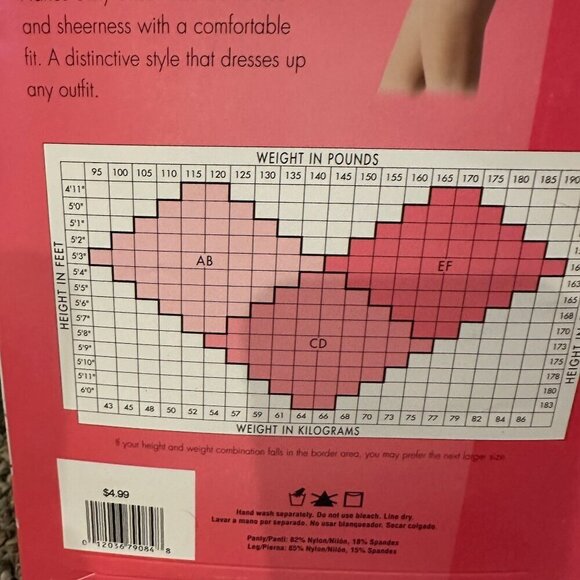 and sheerness with a comfortable
fit. A distinctive style that dresses up
any outfit.
WEIGHT IN POUNDS
95 100 105 110 115 120 125 130 135 140 145 150 155 160 165 170 175 180 185 190
4'11"
5'0"
5'1"
5'2"
5'3"
5'4"
5'5"
5'6"
5'7"
5'8"
5'9"
5'10"
5'11"
6'0"
HEIGHT IN FEET
AB
EF
CD
163
165
168
170
173
175
178
180
183
HEIGHT IN
43 45 48 50 52 54 57 59 61 64 66 68 70 73 75 77 79 82 84 86
WEIGHT IN KILOGRAMS
If your height and weight combination falls in the border area, you may prefer the next larger size.
$4.99
0 12036 79084 8
Hand wash separately. Do not use bleach. Line dry.
Lavar a mano por separado. No usar blanqueador. Secar colgado.
Panty/Panti: 82% Nylon/Nilón, 18% Spandex
Leg/Pierna: 85% Nylon/Nilón, 15% Spandex